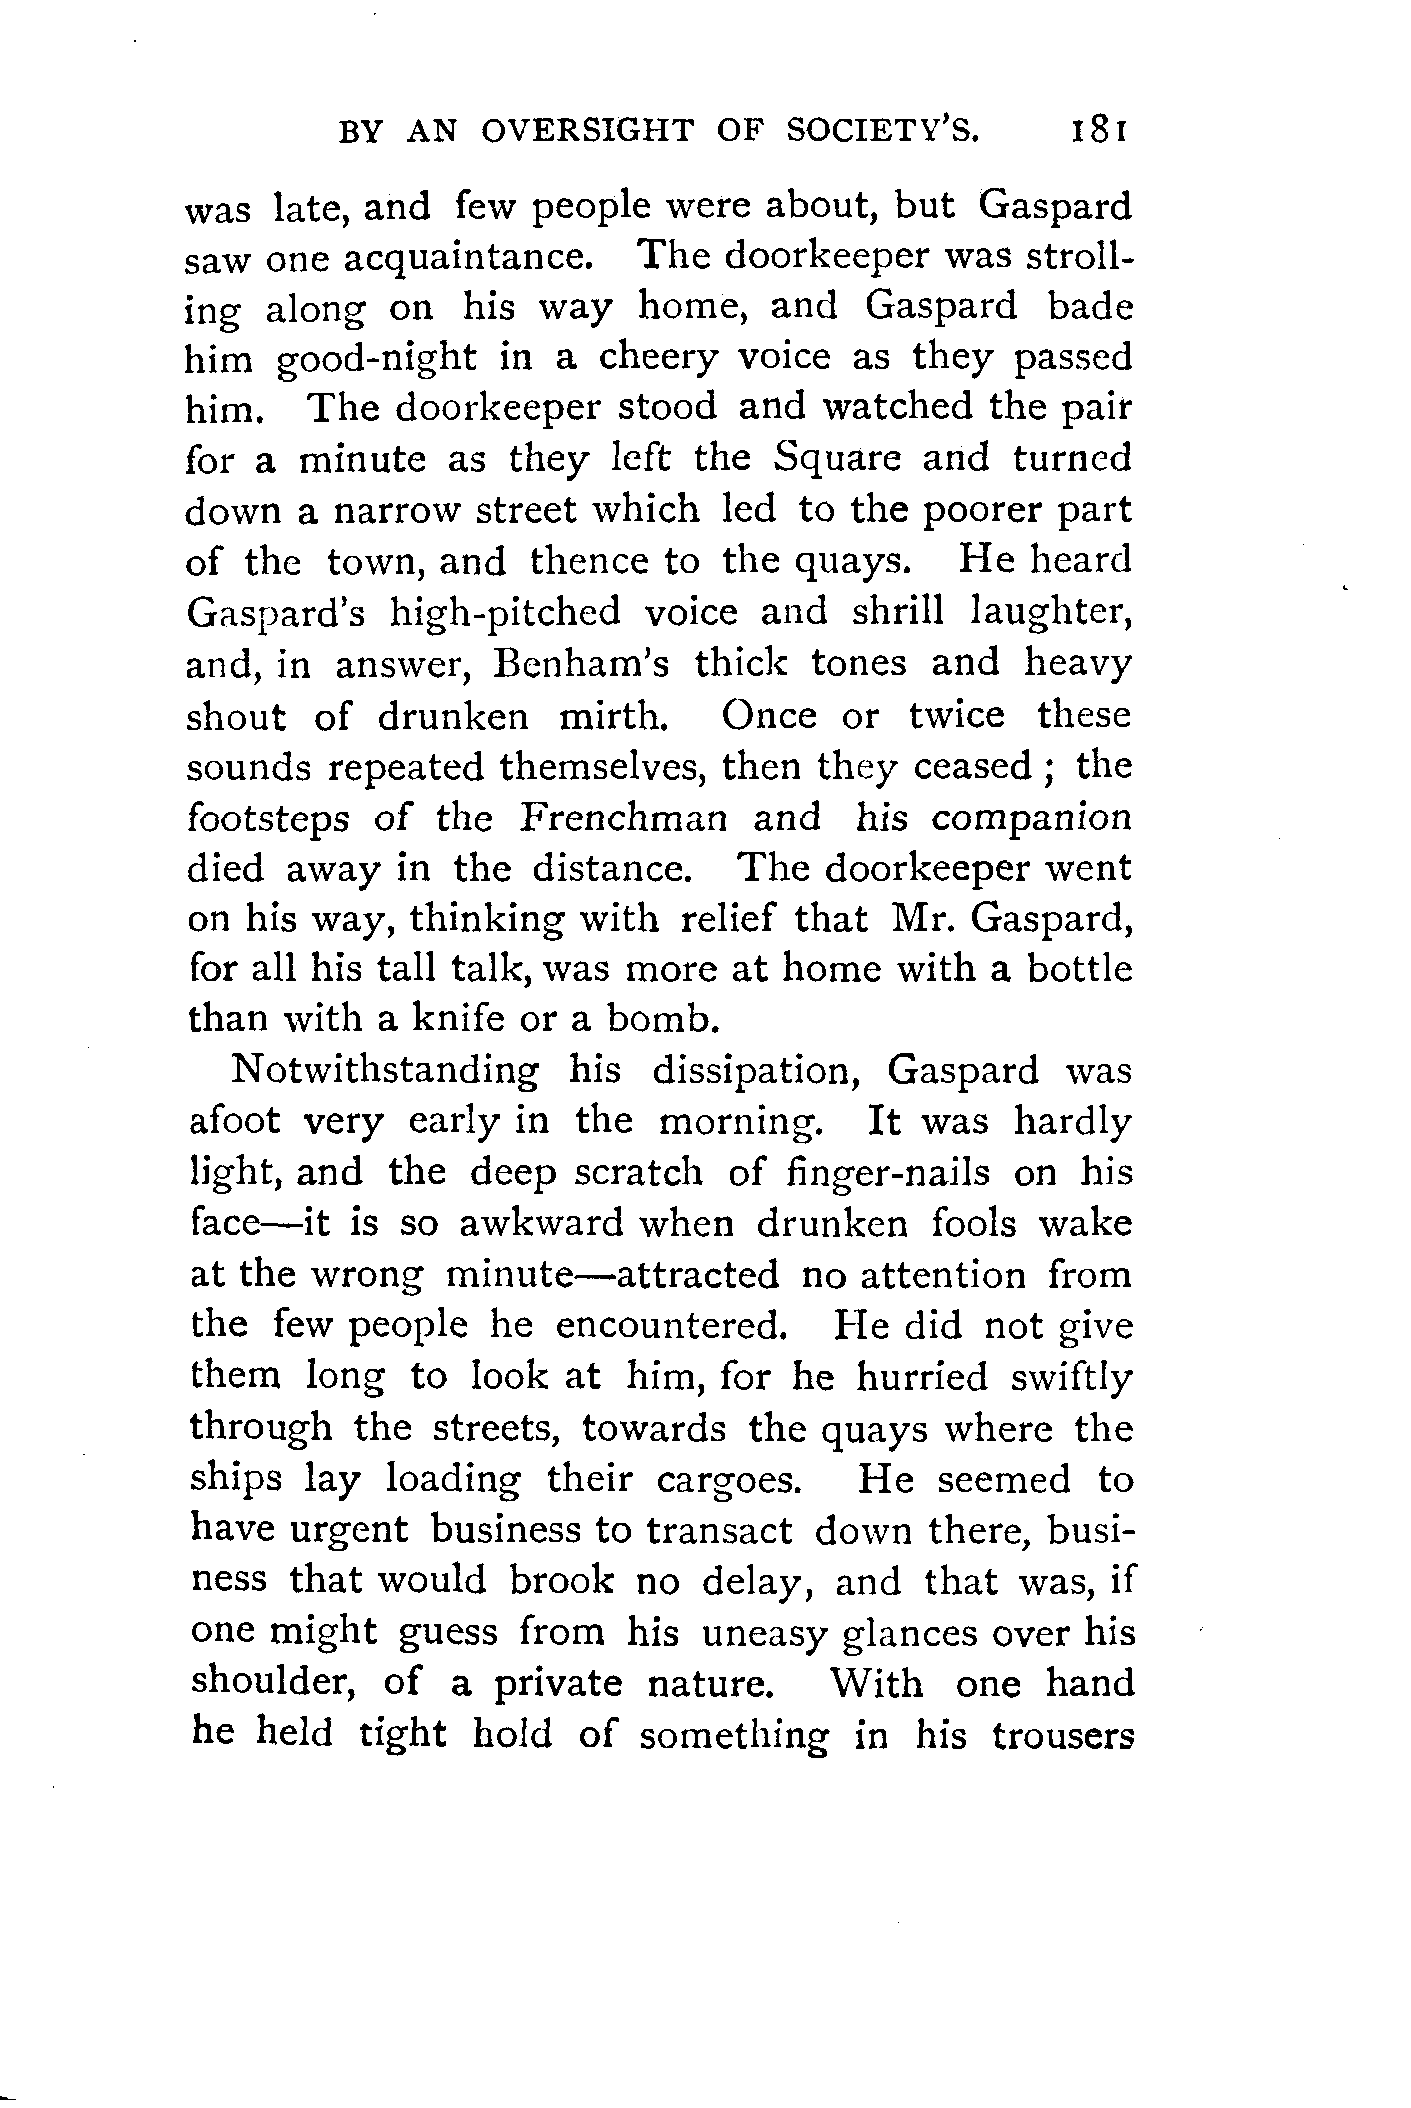 BY AN OVERSIGHT OF SOCIETY'S. 181
was late, and few people were about, but Gaspard
saw one acquaintance. The doorkeeper was stroll-
ing along on his way home, and Gaspard bade
him good-night in a cheery voice as they passed
him. The doorkeeper stood and watched the pair
for a minute as they left the Square and turned
down a narrow street which led to the poorer part
of the town, and thence to the quays. He heard
Gaspard's high-pitched voice and shrill laughter,
and, in answer, Benham's thick tones and heavy
shout of drunken mirth. Once or twice these
sounds repeated themselves, then they ceased ; the
footsteps of the Frenchman and his companion
died away in the distance. The doorkeeper went
on his way, thinking with relief that Mr. Gaspard,
for all his tall talk, was more at home with a bottle
than with a knife or a bomb.
Notwithstanding his dissipation, Gaspard was
afoot very early in the morning. It was hardly
light, and the deep scratch of finger-nails on his
face—it is so awkward when drunken fools wake
at the wrong minute—attracted no attention from
the few people he encountered. He did not give
them long to look at him, for he hurried swiftly
through the streets, towards the quays where the
ships lay loading their cargoes. He seemed to
have urgent business to transact down there, busi-
ness that would brook no delay, and that was, if
one might guess from his uneasy glances over his
shoulder, of a private nature. With one hand
he held tight hold of something in his trousers